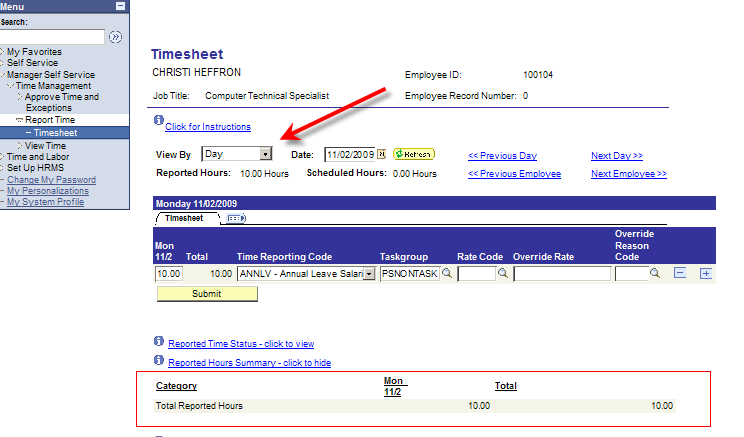 Menu
Search:
My Favorites
Self Service
Manager Self Service
Time Management
Approve Time and
Exceptions
Report Time
Timesheet
View Time
Time and Labor
Set Up HRMS
Change My Password
My Personalizations
My System Profile
Timesheet
CHRISTI HEFFRON
Employee ID: 100104
Job Title: Computer Technical Specialist Employee Record Number: 0
Click for Instructions
View By Day Date: 11/02/2009 31 Refresh << Previous Day Next Day >>
Reported Hours: 10.00 Hours Scheduled Hours: 0.00 Hours << Previous Employee Next Employee >>
Monday 11/02/2009
Timesheet
Mon 11/2 Total Time Reporting Code Taskgroup Rate Code Override Rate Override Reason Code
10.00 10.00 ANNLV - Annual Leave Salari PSNONTASK
Submit
Reported Time Status - click to view
Reported Hours Summary - click to hide
Category Mon 11/2 Total
Total Reported Hours 10.00 10.00